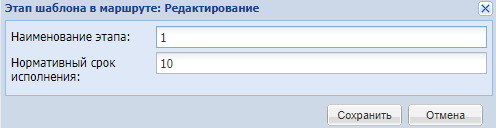 Этап шаблона в маршруте: Редактирование
Наименование этапа: 1
Нормативный срок исполнения: 10
Сохранить Отмена